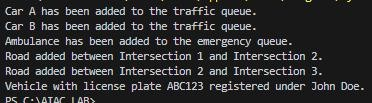 Car A has been added to the traffic queue.
Car B has been added to the traffic queue.
Ambulance has been added to the emergency queue.
Road added between Intersection 1 and Intersection 2.
Road added between Intersection 2 and Intersection 3.
Vehicle with license plate ABC123 registered under John Doe.
PS C:\ATAC LAB>